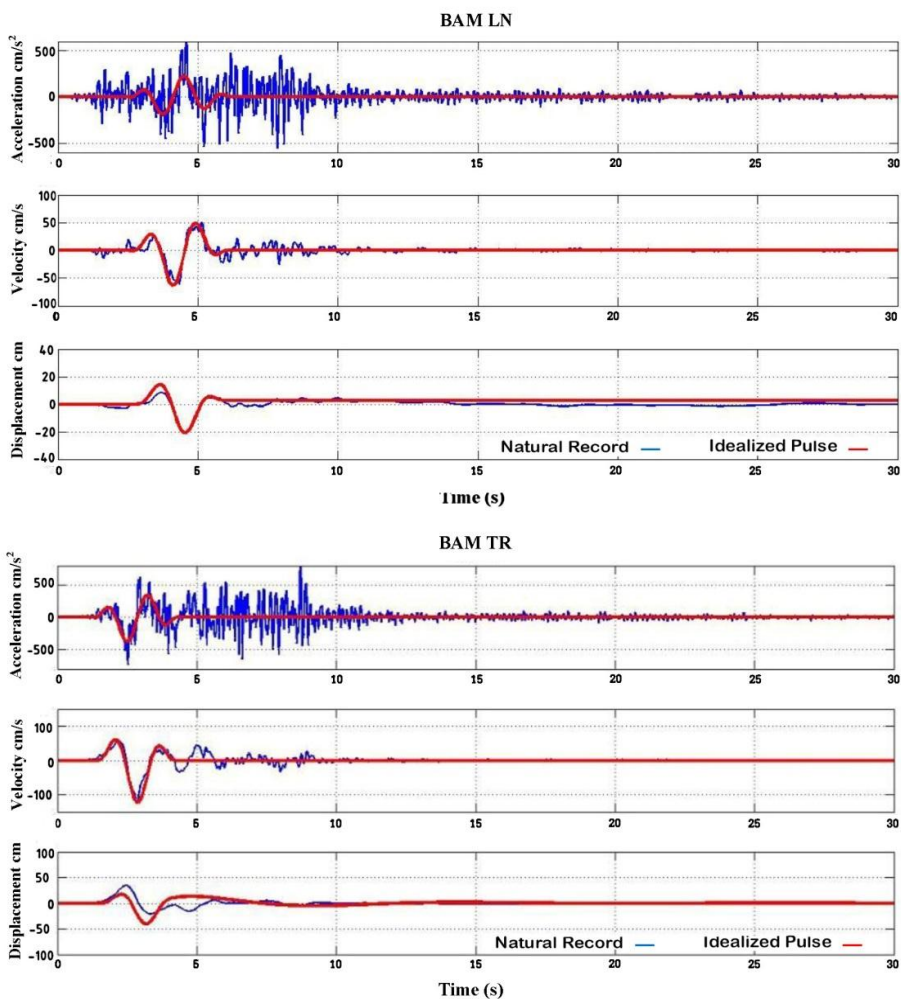 BAM LN
Acceleration cm/s²
500
0
-500
0 5 10 15 20 25 30
Velocity cm/s
100
50
0
-50
-100
0 5 10 15 20 25 30
Displacement cm
40
20
0
-20
-40
Natural Record Idealized Pulse
0 5 10 15 20 25 30
Time (s)
BAM TR
Acceleration cm/s²
500
0
-500
0 5 10 15 20 25 30
Velocity cm/s
100
0
-100
0 5 10 15 20 25 30
Displacement cm
100
50
0
-50
-100
Natural Record Idealized Pulse
0 5 10 15 20 25 30
Time (s)